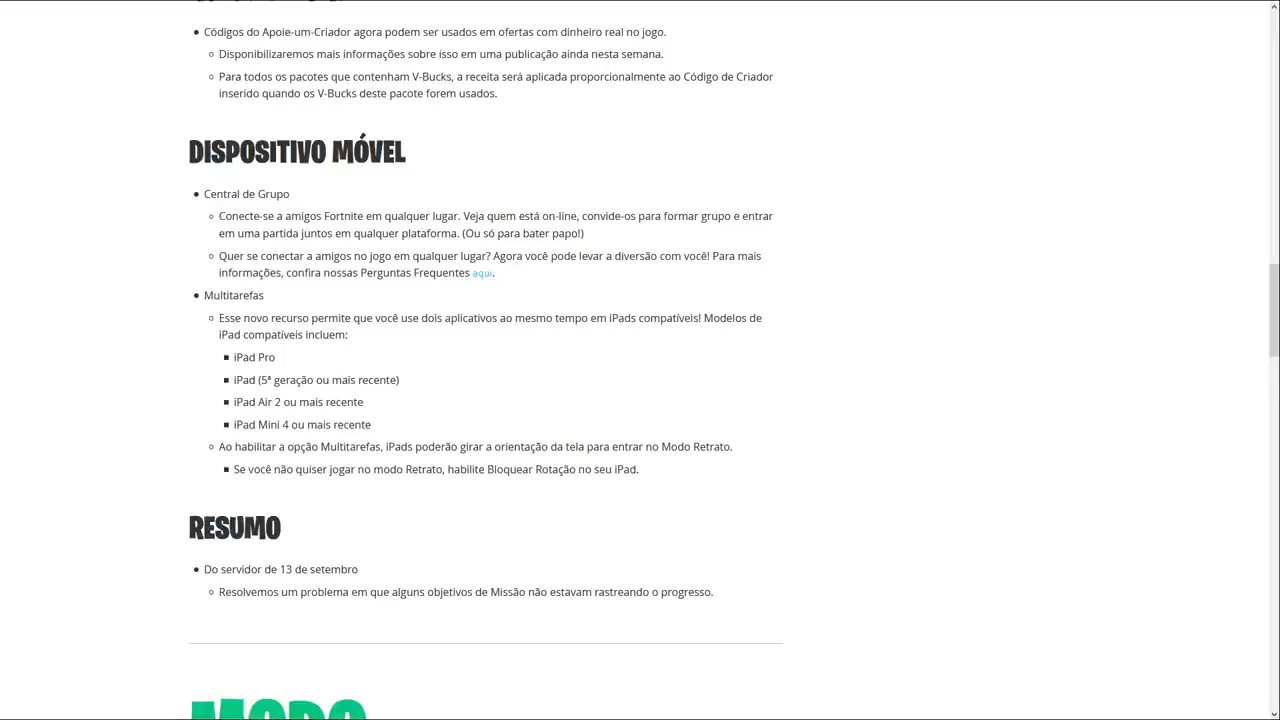 Códigos do Apoie-um-Criador agora podem ser usados em ofertas com dinheiro real no jogo.
Disponibilizaremos mais informações sobre isso em uma publicação ainda nesta semana.
Para todos os pacotes que contenham V-Bucks, a receita será aplicada proporcionalmente ao Código de Criador
inserido quando os V-Bucks deste pacote forem usados.
DISPOSITIVO MÓVEL
Central de Grupo
Conecte-se a amigos Fortnite em qualquer lugar. Veja quem está on-line, convide-os para formar grupo e entrar
em uma partida juntos em qualquer plataforma. (Ou só para bater papo!)
Quer se conectar a amigos no jogo em qualquer lugar? Agora você pode levar a diversão com você! Para mais
informações, confira nossas Perguntas Frequentes aqui.
Multitarefas
Esse novo recurso permite que você use dois aplicativos ao mesmo tempo em iPads compatíveis! Modelos de
iPad compatíveis incluem:
iPad Pro
iPad (5ª geração ou mais recente)
iPad Air 2 ou mais recente
iPad Mini 4 ou mais recente
Ao habilitar a opção Multitarefas, iPads poderão girar a orientação da tela para entrar no Modo Retrato.
Se você não quiser jogar no modo Retrato, habilite Bloquear Rotação no seu iPad.
RESUMO
Do servidor de 13 de setembro
Resolvemos um problema em que alguns objetivos de Missão não estavam rastreando o progresso.
MODO